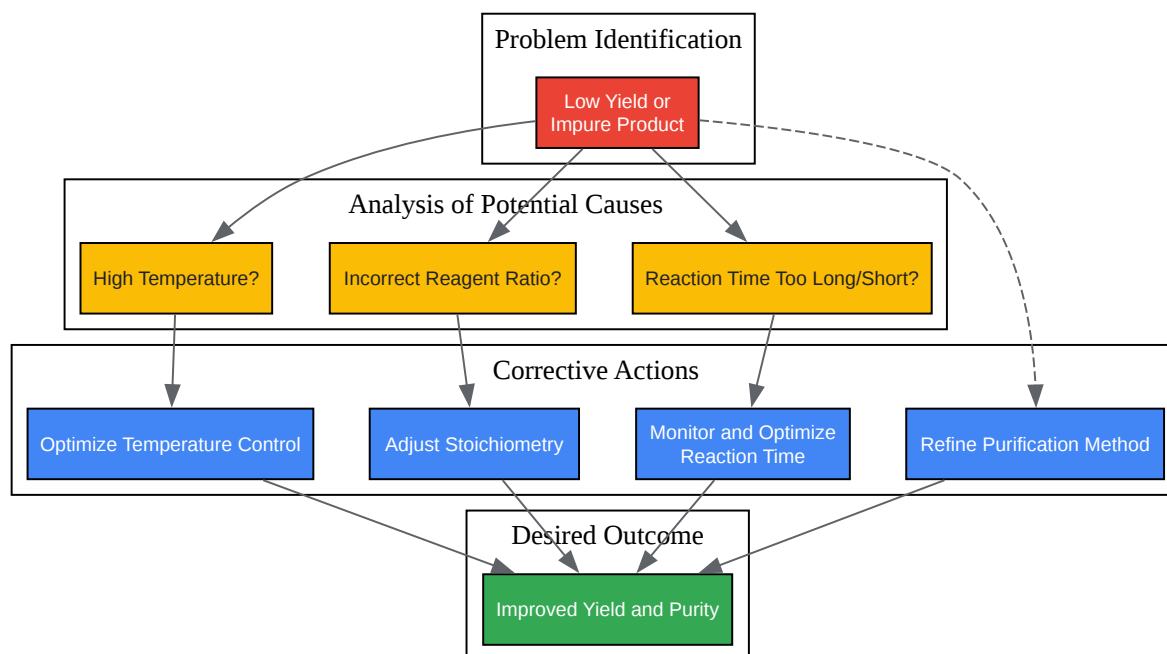 Problem Identification
Low Yield or
Impure Product
Analysis of Potential Causes
High Temperature?
Incorrect Reagent Ratio?
Reaction Time Too Long/Short?
Corrective Actions
Optimize Temperature Control
Adjust Stoichiometry
Monitor and Optimize
Reaction Time
Refine Purification Method
Desired Outcome
Improved Yield and Purity